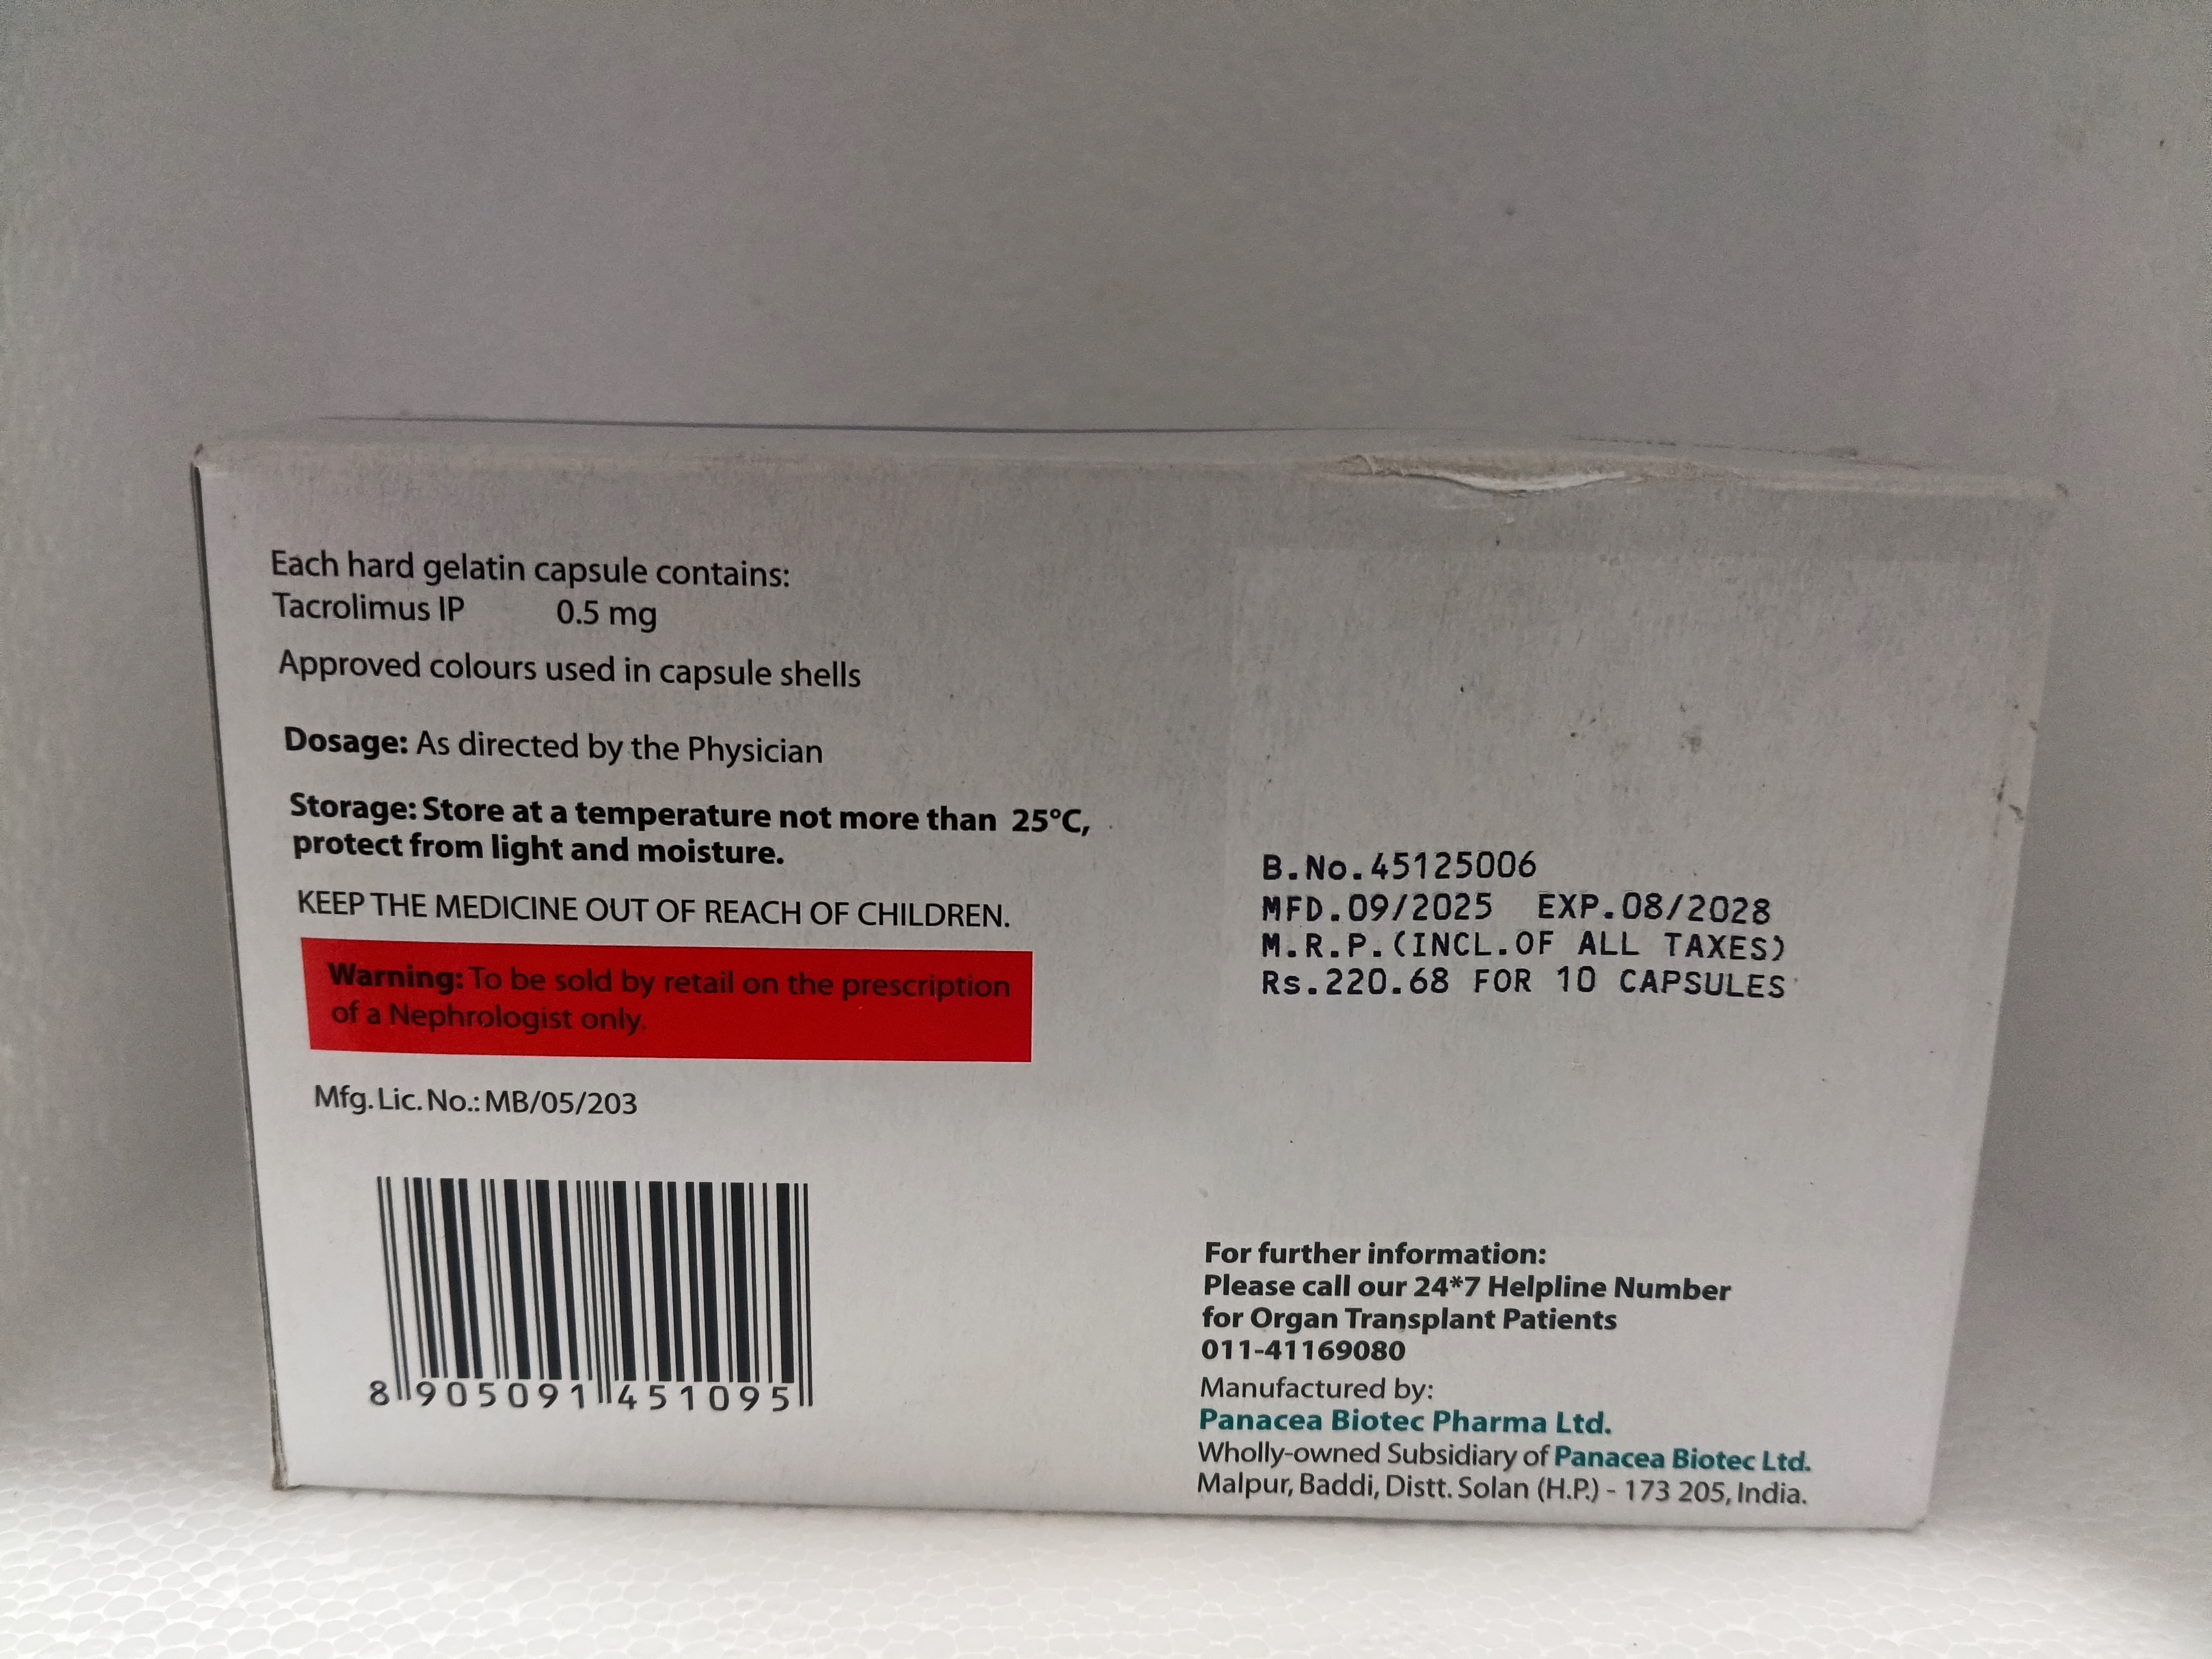 Each hard gelatin capsule contains:
Tacrolimus IP 0.5 mg
Approved colours used in capsule shells
Dosage: As directed by the Physician
Storage: Store at a temperature not more than 25°C,
protect from light and moisture.
KEEP THE MEDICINE OUT OF REACH OF CHILDREN.
Warning: To be sold by retail on the prescription
of a Nephrologist only.
Mfg. Lic. No.: MB/05/203
8 905091 451095
B.No.45125006
MFD.09/2025 EXP.08/2028
M.R.P.(INCL.OF ALL TAXES)
Rs.220.68 FOR 10 CAPSULES
For further information:
Please call our 24*7 Helpline Number
for Organ Transplant Patients
011-41169080
Manufactured by:
Panacea Biotec Pharma Ltd.
Wholly-owned Subsidiary of Panacea Biotec Ltd.
Malpur, Baddi, Distt. Solan (H.P.) - 173 205, India.